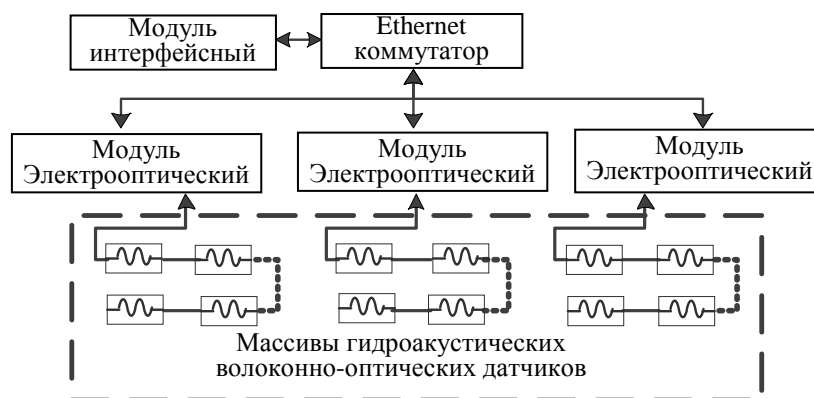 Модуль
интерфейсный
Ethernet
коммутатор
Модуль
Электрооптический
Модуль
Электрооптический
Модуль
Электрооптический
Массивы гидроакустических
волоконно-оптических датчиков